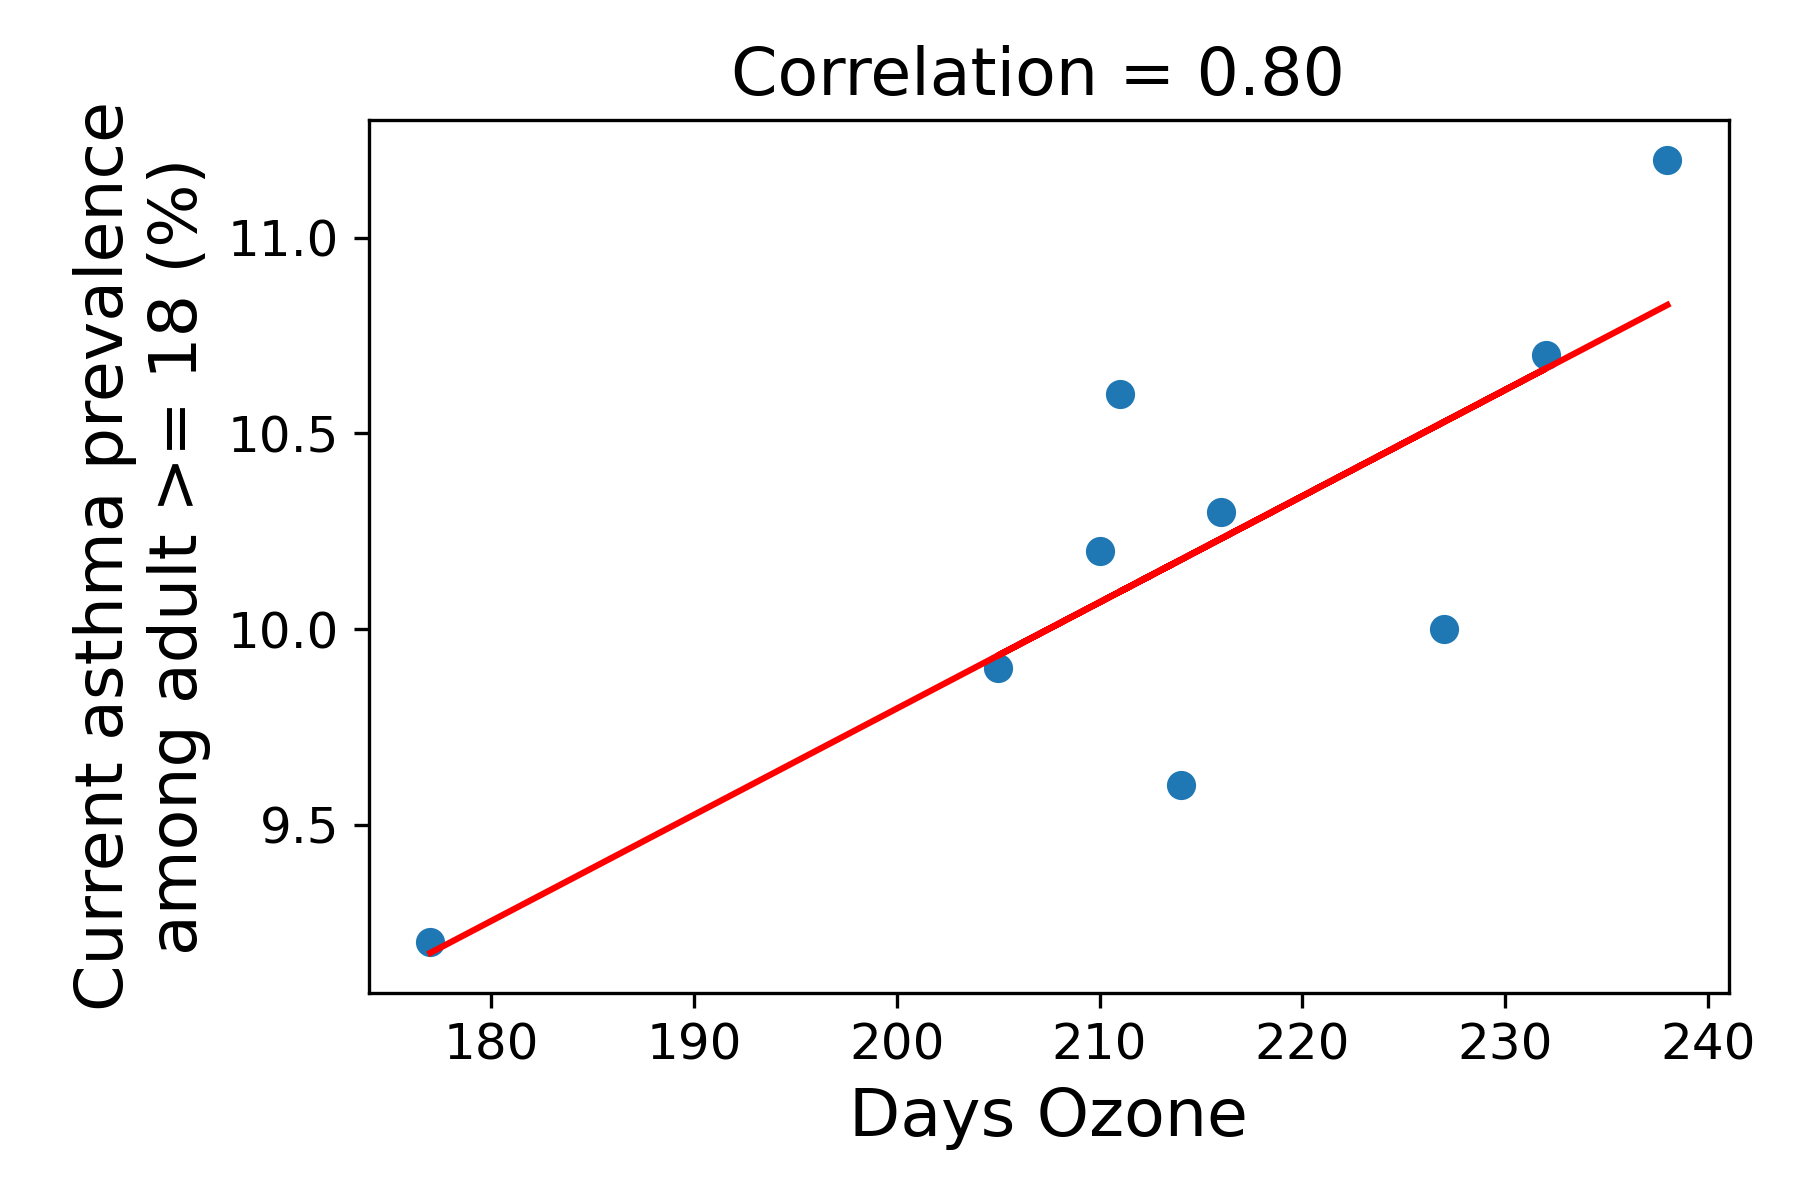 Correlation = 0.80
Current asthma prevalence
among adult >= 18 (%)
11.0
10.5
10.0
9.5
180 190 200 210 220 230 240
Days Ozone